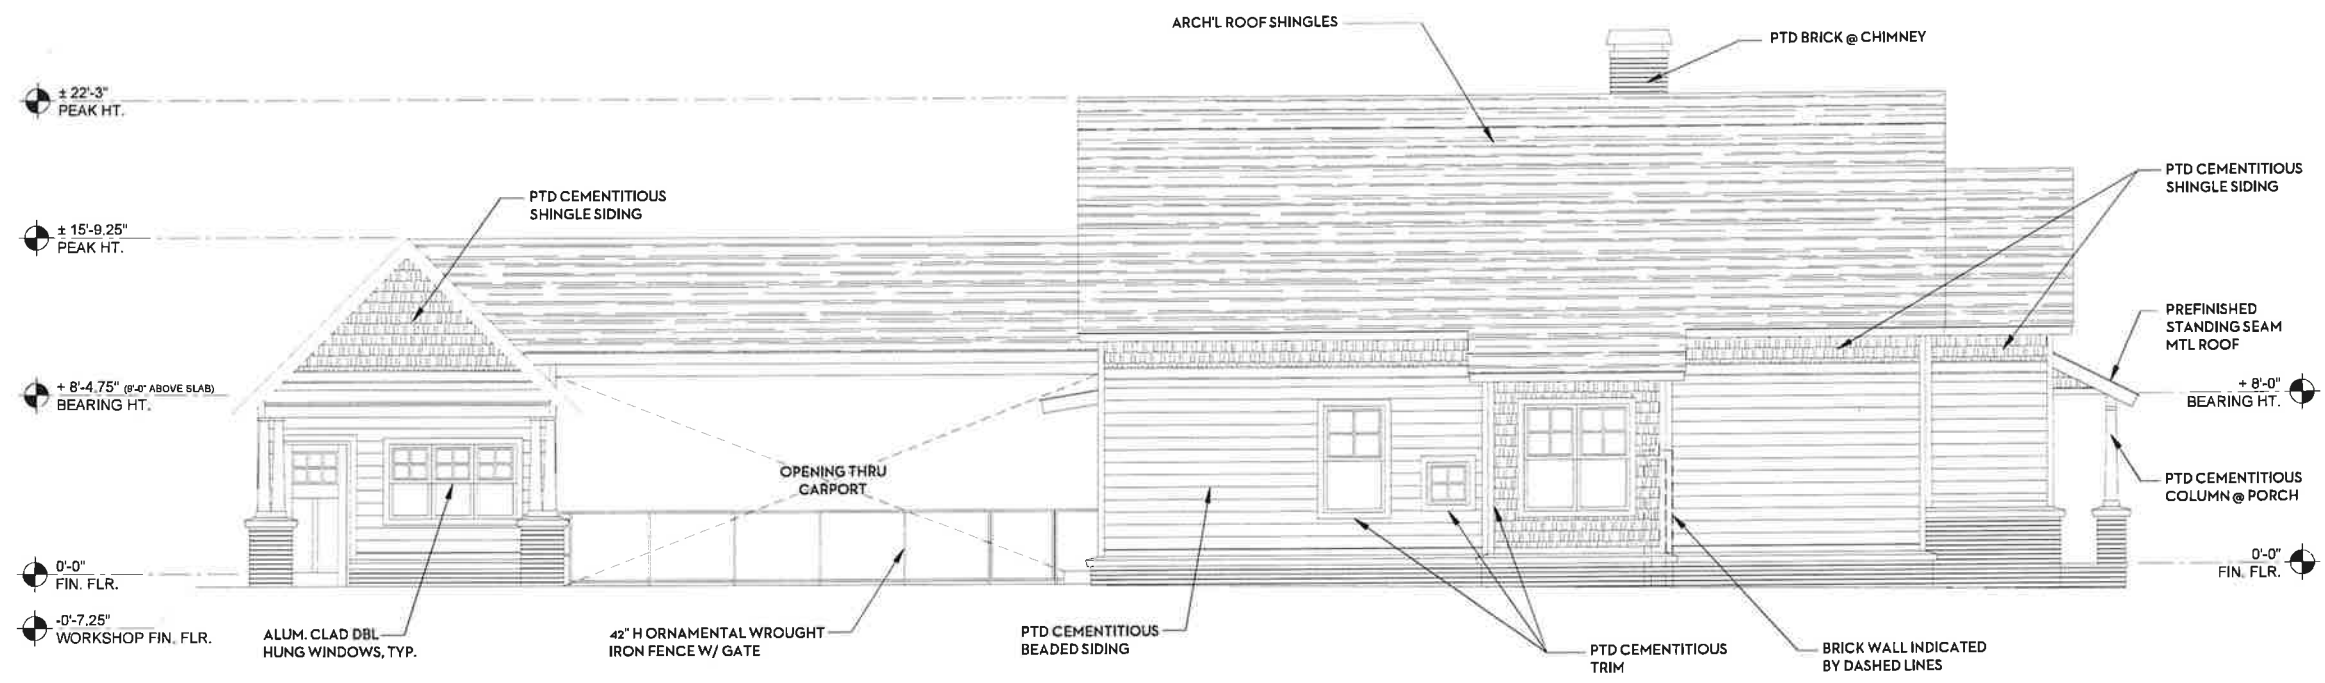 ARCH'L ROOF SHINGLES
PTD BRICK @ CHIMNEY
± 22'-3"
PEAK HT.
PTD CEMENTITIOUS
SHINGLE SIDING
PTD CEMENTITIOUS
SHINGLE SIDING
± 15'-9.25"
PEAK HT.
PREFINISHED
STANDING SEAM
MTL ROOF
+ 8'-4.75" (8'-0" ABOVE SLAB)
BEARING HT.
+ 8'-0"
BEARING HT.
OPENING THRU
CARPORT
PTD CEMENTITIOUS
COLUMN @ PORCH
0'-0"
FIN. FLR.
0'-0"
FIN. FLR.
-0'-7.25"
WORKSHOP FIN. FLR.
ALUM. CLAD DBL
HUNG WINDOWS, TYP.
42" H ORNAMENTAL WROUGHT
IRON FENCE W/ GATE
PTD CEMENTITIOUS
BEADED SIDING
PTD CEMENTITIOUS
TRIM
BRICK WALL INDICATED
BY DASHED LINES